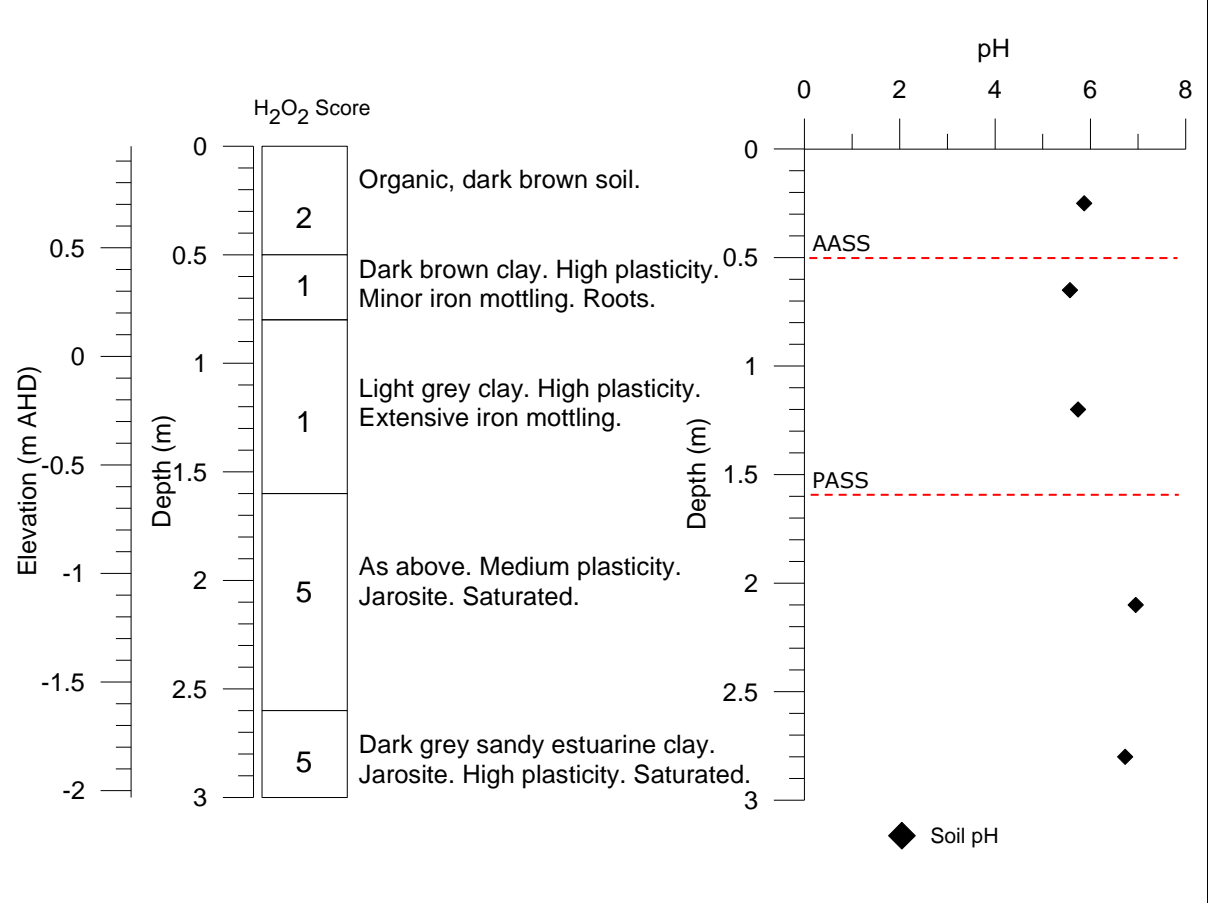 pH
0 2 4 6 8
H2O2 Score
0
0.5
1
1.5
2
2.5
3
Depth (m)
0.5
0
-0.5
-1
-1.5
-2
Elevation (m AHD)
2
Organic, dark brown soil.
1
Dark brown clay. High plasticity.
Minor iron mottling. Roots.
1
Light grey clay. High plasticity.
Extensive iron mottling.
5
As above. Medium plasticity.
Jarosite. Saturated.
5
Dark grey sandy estuarine clay.
Jarosite. High plasticity. Saturated.
0
0.5
1
1.5
2
2.5
3
Depth (m)
AASS
PASS
Soil pH